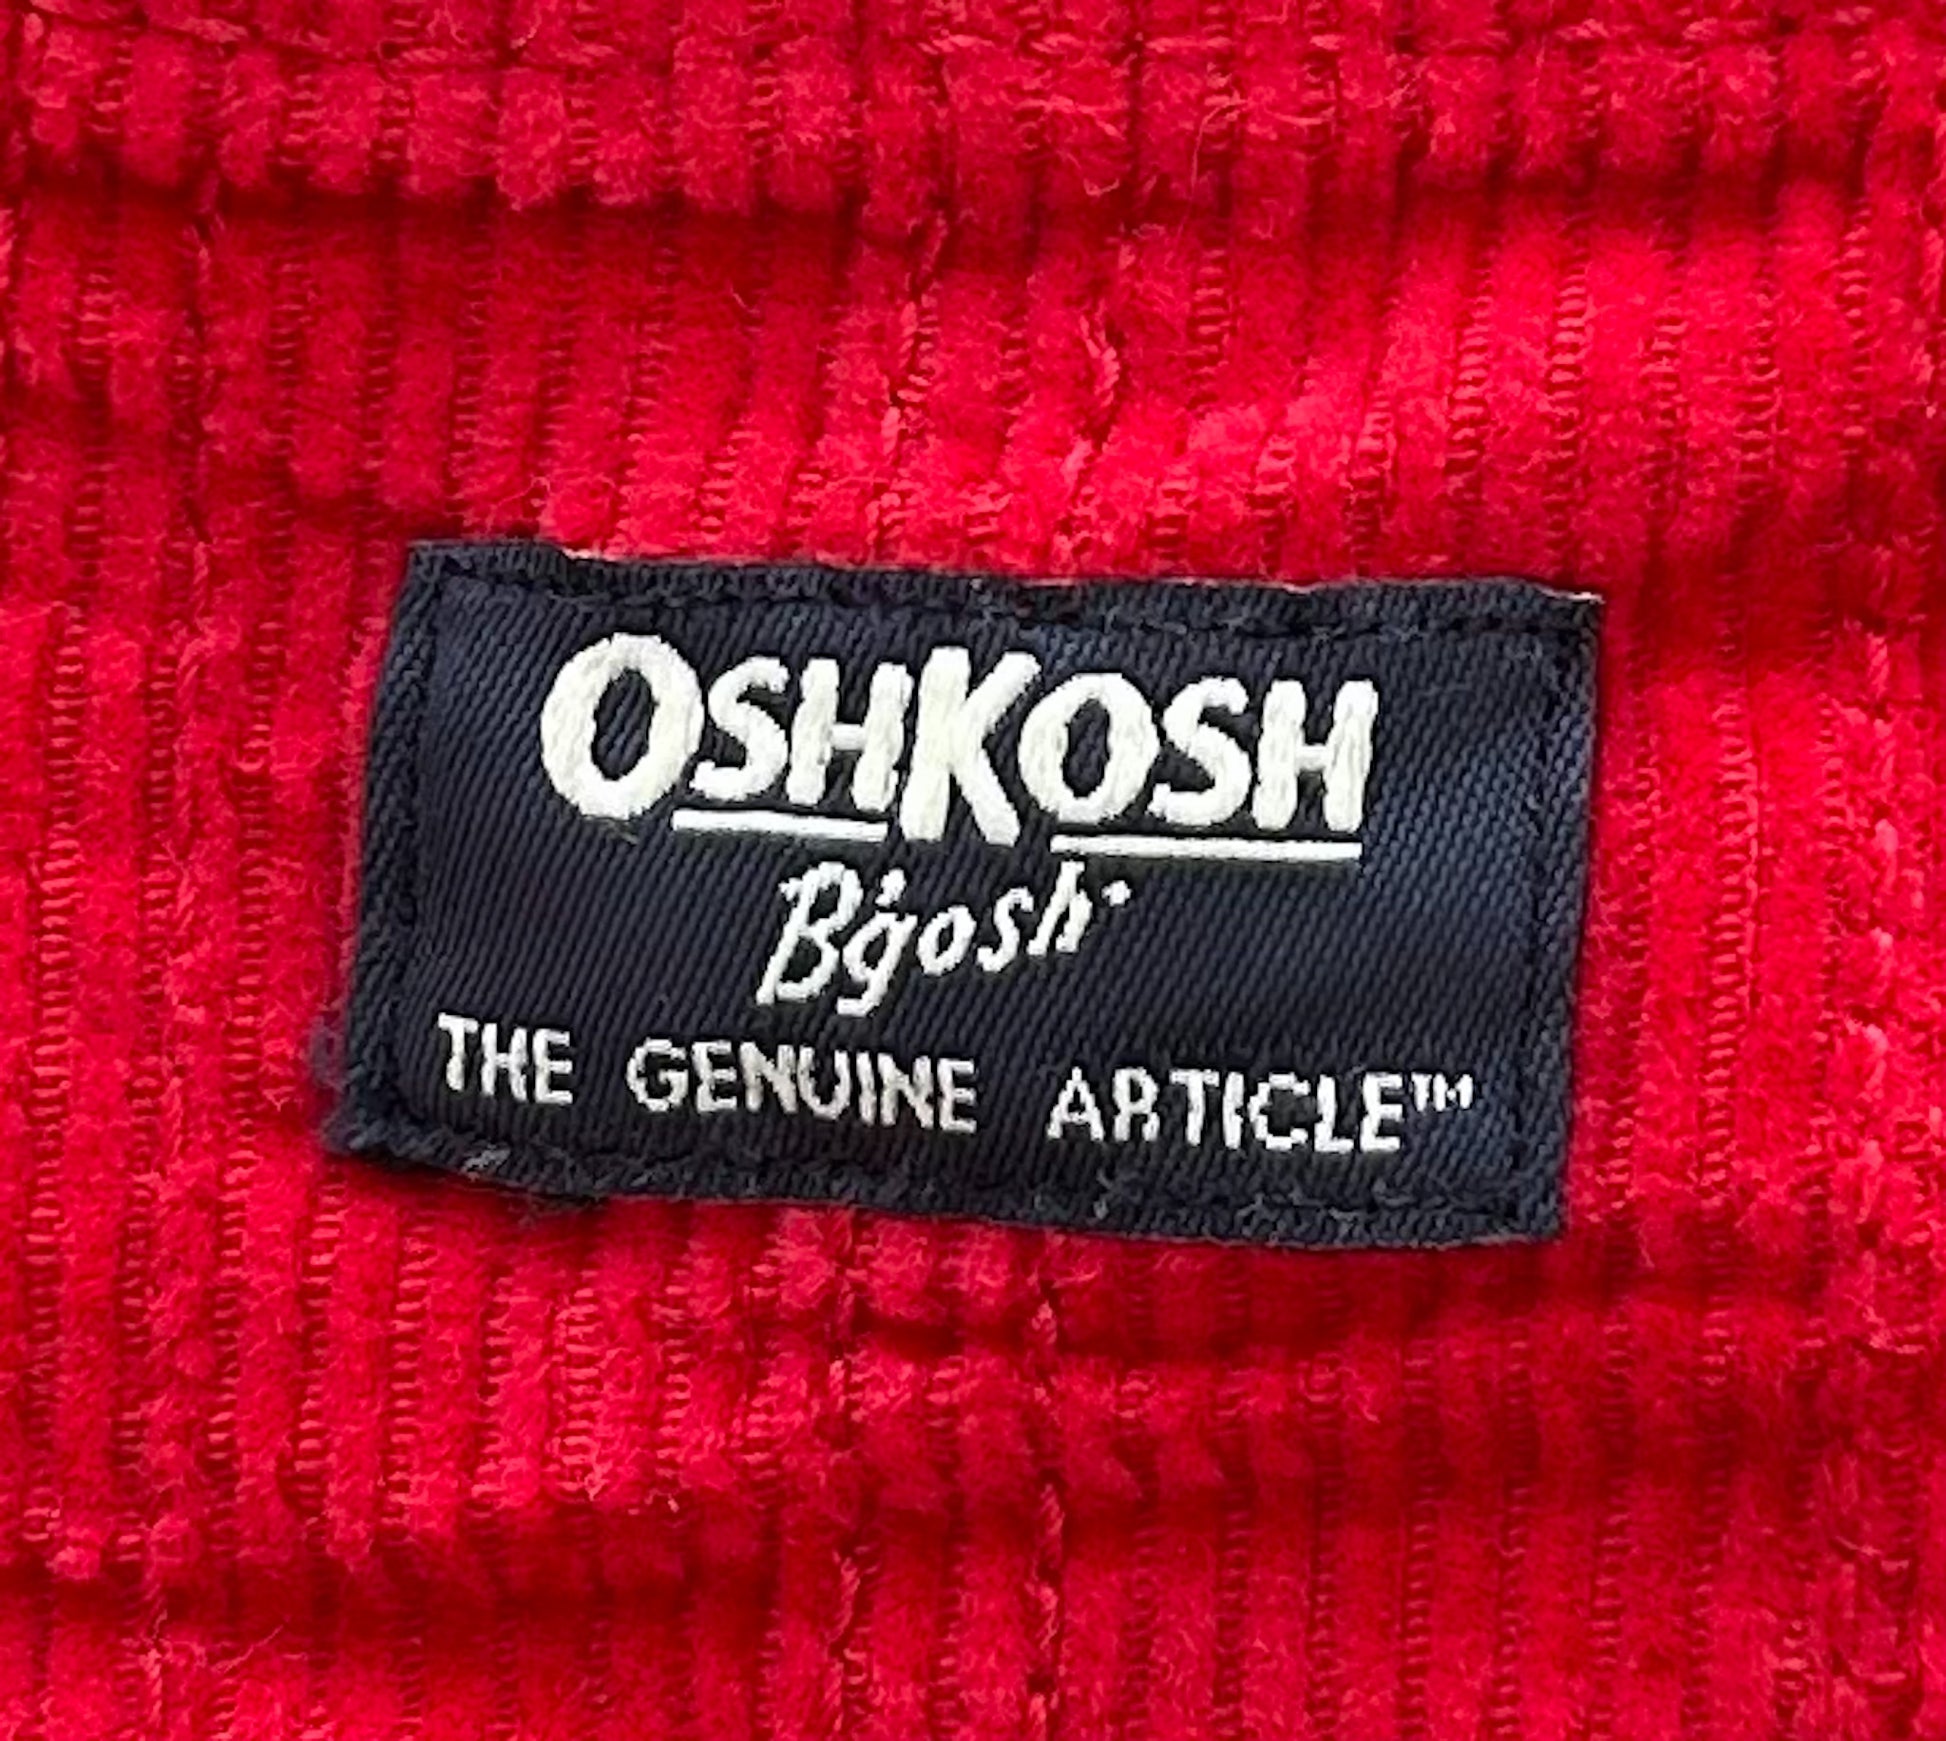 OSHKOSH
B'gosh
THE GENUINE ARTICLE™